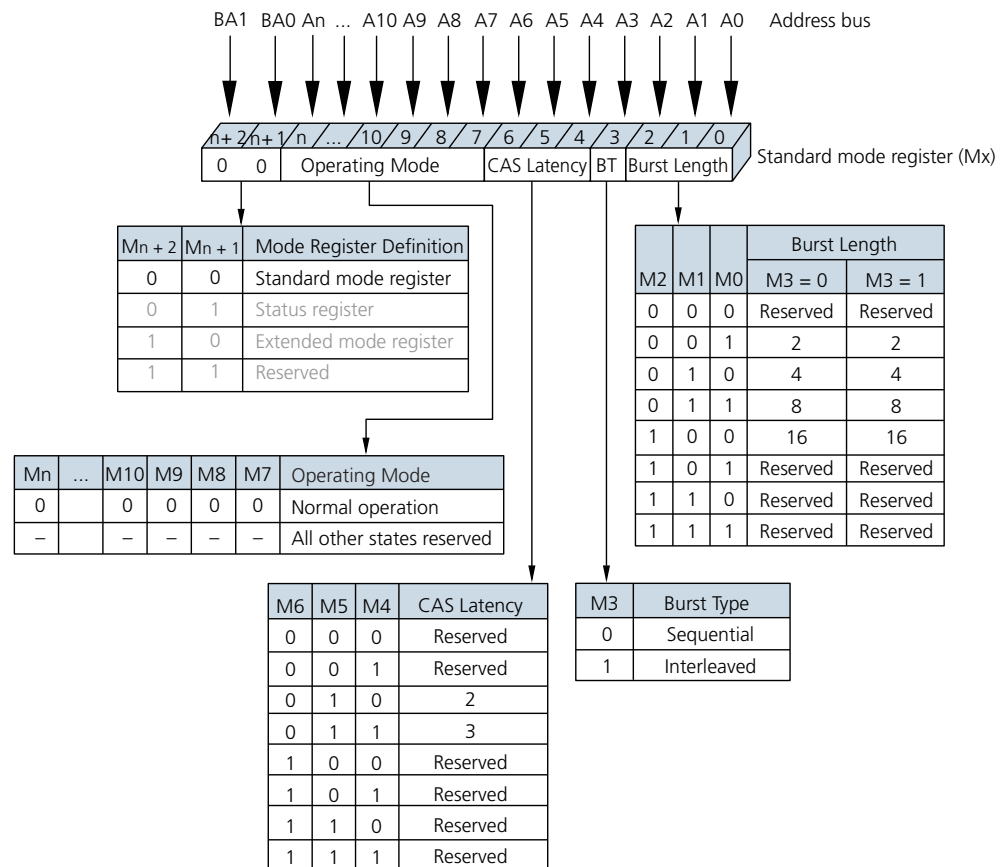 BA1 BA0 An ... A10 A9 A8 A7 A6 A5 A4 A3 A2 A1 A0 Address bus
n+ 2 n+ 1 n ... 10 9 8 7 6 5 4 3 2 1 0
0 0 Operating Mode CAS Latency BT Burst Length
Standard mode register (Mx)
Mn + 2 Mn + 1 Mode Register Definition
0 0 Standard mode register
0 1 Status register
1 0 Extended mode register
1 1 Reserved
Burst Length
M2 M1 M0 M3 = 0 M3 = 1
0 0 0 Reserved Reserved
0 0 1 2 2
0 1 0 4 4
0 1 1 8 8
1 0 0 16 16
1 0 1 Reserved Reserved
1 1 0 Reserved Reserved
1 1 1 Reserved Reserved
Mn ... M10 M9 M8 M7 Operating Mode
0 0 0 0 0 Normal operation
– – – – – All other states reserved
M6 M5 M4 CAS Latency
0 0 0 Reserved
0 0 1 Reserved
0 1 0 2
0 1 1 3
1 0 0 Reserved
1 0 1 Reserved
1 1 0 Reserved
1 1 1 Reserved
M3 Burst Type
0 Sequential
1 Interleaved